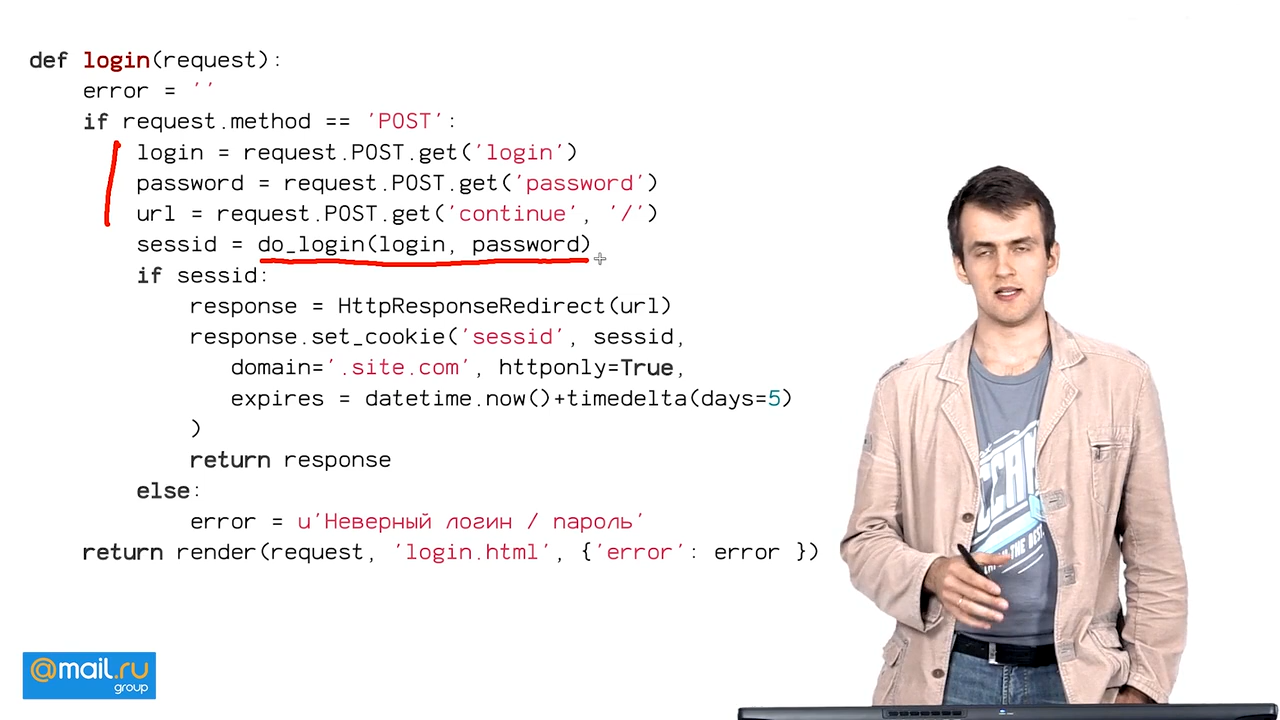 def login(request):
    error = ''
    if request.method == 'POST':
        login = request.POST.get('login')
        password = request.POST.get('password')
        url = request.POST.get('continue', '/')
        sessid = do_login(login, password)
        if sessid:
            response = HttpResponseRedirect(url)
            response.set_cookie('sessid', sessid,
               domain='.site.com', httponly=True,
               expires = datetime.now()+timedelta(days=5)
            )
            return response
        else:
            error = u'Неверный логин / пароль'
    return render(request, 'login.html', {'error': error })
@mail.ru
group